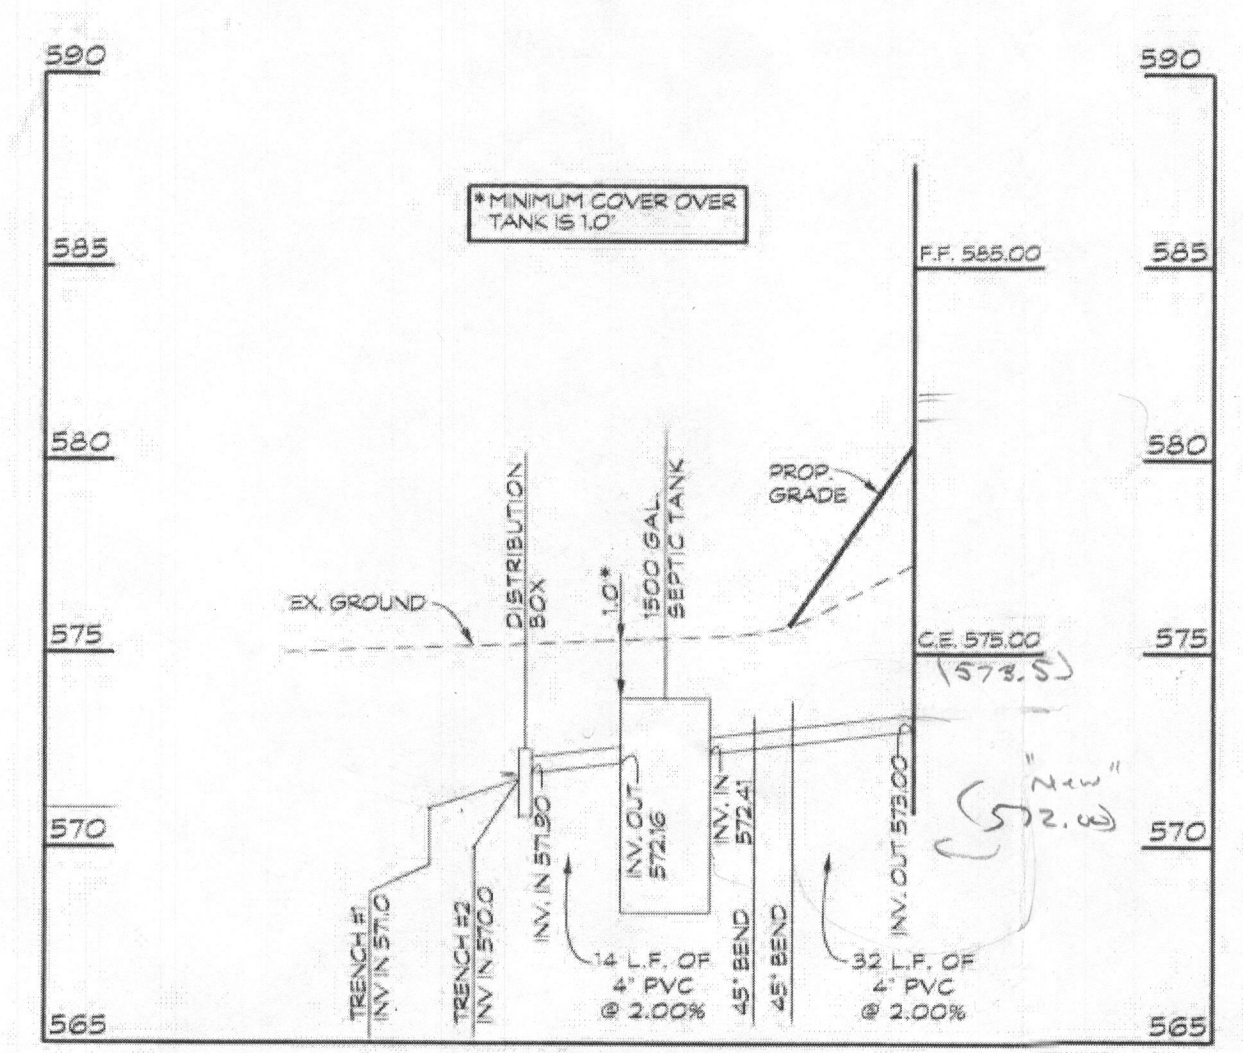 590
590
* MINIMUM COVER OVER
TANK IS 1.0'
585
F.F. 585.00
585
580
580
PROP.
GRADE
DISTRIBUTION
BOX
1.0'*
1500 GAL.
SEPTIC TANK
EX. GROUND
575
C.E. 575.00
575
(573.5)
"New"
(572.00)
570
570
TRENCH #1
INV IN 571.0
TRENCH #2
INV IN 570.0
INV. IN 571.90
INV. OUT
572.16
INV. IN
572.41
INV. OUT 573.00
14 L.F. OF
4" PVC
@ 2.00%
45° BEND
45° BEND
32 L.F. OF
4" PVC
@ 2.00%
565
565